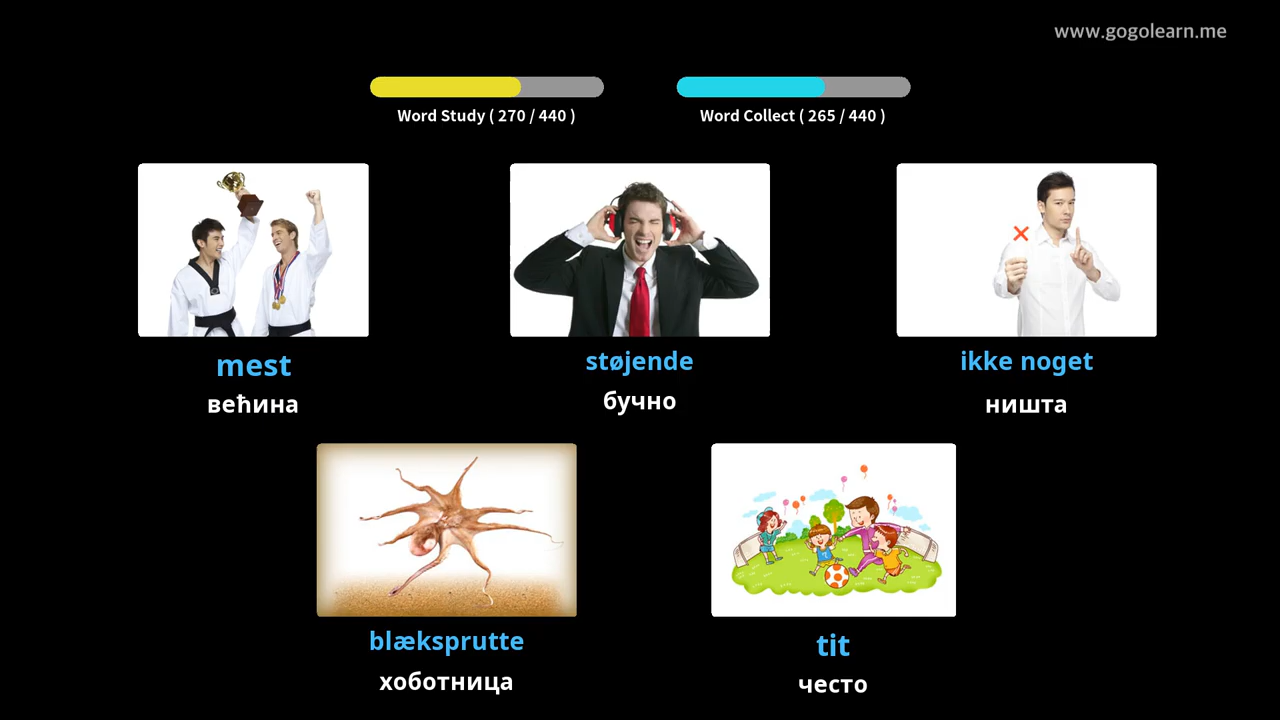 www.gogolearn.me
Word Study ( 270 / 440 )
Word Collect ( 265 / 440 )
mest
већина
støjende
бучно
ikke noget
ништа
blæksprutte
хоботница
tit
често